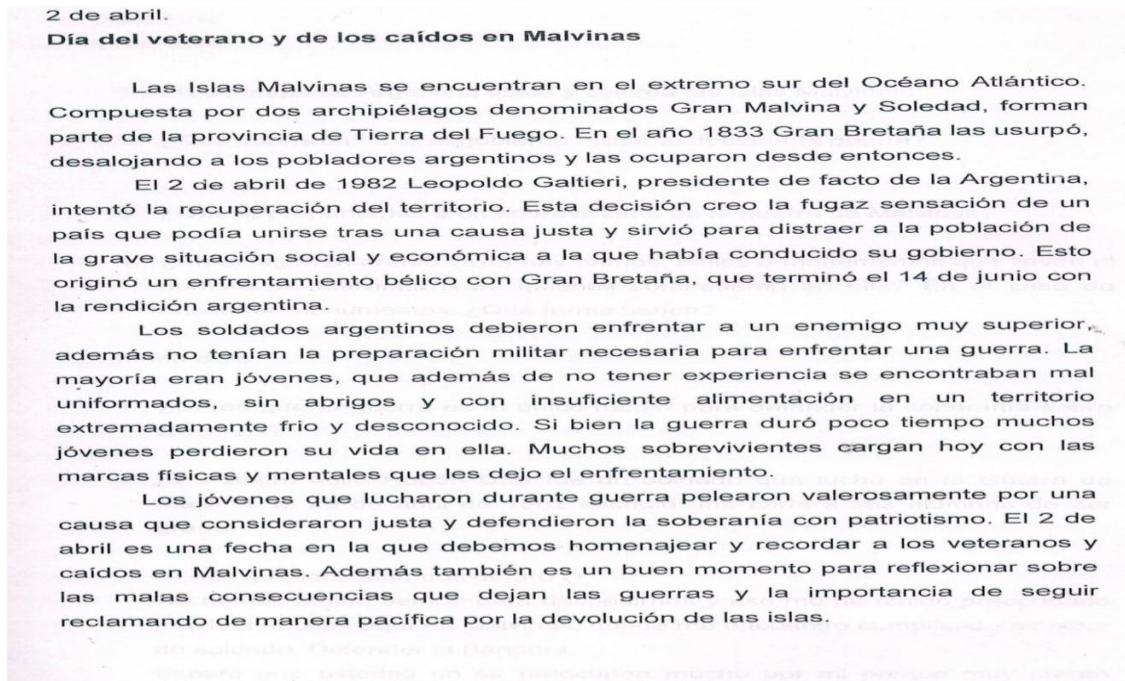 2 de abril.
Día del veterano y de los caídos en Malvinas
Las Islas Malvinas se encuentran en el extremo sur del Océano Atlántico.
Compuesta por dos archipiélagos denominados Gran Malvina y Soledad, forman
parte de la provincia de Tierra del Fuego. En el año 1833 Gran Bretaña las usurpó,
desalojando a los pobladores argentinos y las ocuparon desde entonces.
El 2 de abril de 1982 Leopoldo Galtieri, presidente de facto de la Argentina,
intentó la recuperación del territorio. Esta decisión creo la fugaz sensación de un
país que podía unirse tras una causa justa y sirvió para distraer a la población de
la grave situación social y económica a la que había conducido su gobierno. Esto
originó un enfrentamiento bélico con Gran Bretaña, que terminó el 14 de junio con
la rendición argentina.
Los soldados argentinos debieron enfrentar a un enemigo muy superior,
además no tenían la preparación militar necesaria para enfrentar una guerra. La
mayoría eran jóvenes, que además de no tener experiencia se encontraban mal
uniformados, sin abrigos y con insuficiente alimentación en un territorio
extremadamente frio y desconocido. Si bien la guerra duró poco tiempo muchos
jóvenes perdieron su vida en ella. Muchos sobrevivientes cargan hoy con las
marcas físicas y mentales que les dejo el enfrentamiento.
Los jóvenes que lucharon durante guerra pelearon valerosamente por una
causa que consideraron justa y defendieron la soberanía con patriotismo. El 2 de
abril es una fecha en la que debemos homenajear y recordar a los veteranos y
caídos en Malvinas. Además también es un buen momento para reflexionar sobre
las malas consecuencias que dejan las guerras y la importancia de seguir
reclamando de manera pacífica por la devolución de las islas.